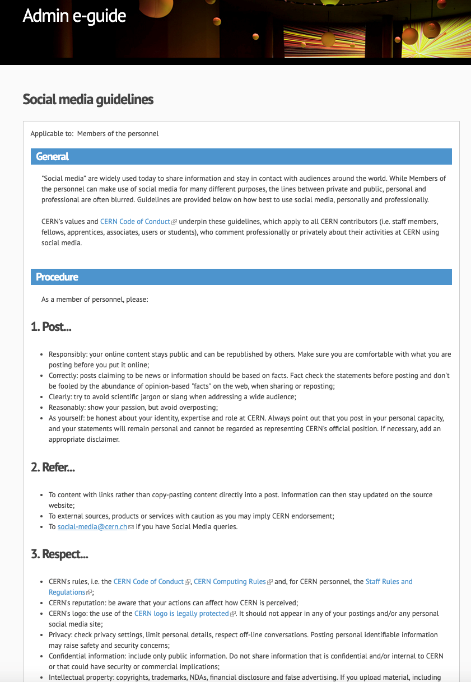 Admin e-guide
Social media guidelines
Applicable to: Members of the personnel
General
"Social media" are widely used today to share information and stay in contact with audiences around the world. While Members of
the personnel can make use of social media for many different purposes, the lines between private and public, personal and
professional are often blurred. Guidelines are provided below on how best to use social media, personally and professionally.
CERN's values and CERN Code of Conduct underpin these guidelines, which apply to all CERN contributors (i.e. staff members,
fellows, apprentices, associates, users or students), who comment professionally or privately about their activities at CERN using
social media.
Procedure
As a member of personnel, please:
1. Post...
• Responsibly: your online content stays public and can be republished by others. Make sure you are comfortable with what you are
posting before you put it online;
• Correctly: posts claiming to be news or information should be based on facts. Fact check the statements before posting and don't
be fooled by the abundance of opinion-based "facts" on the web, when sharing or reposting;
• Clearly: try to avoid scientific jargon or slang when addressing a wide audience;
• Reasonably: show your passion, but avoid overposting;
• As yourself: be honest about your identity, expertise and role at CERN. Always point out that you post in your personal capacity,
and your statements will remain personal and cannot be regarded as representing CERN's official position. If necessary, add an
appropriate disclaimer.
2. Refer...
• To content with links rather than copy-pasting content directly into a post. Information can then stay updated on the source
website;
• To external sources, products or services with caution as you may imply CERN endorsement;
• To social-media@cern.ch if you have Social Media queries.
3. Respect...
• CERN's rules, i.e. the CERN Code of Conduct, CERN Computing Rules and, for CERN personnel, the Staff Rules and
Regulations;
• CERN's reputation: be aware that your actions can affect how CERN is perceived;
• CERN's logo: the use of the CERN logo is legally protected. It should not appear in any of your postings and/or any personal
social media site;
• Privacy: check privacy settings, limit personal details, respect off-line conversations. Posting personal identifiable information
may raise safety and security concerns;
• Confidential information: include only public information. Do not share information that is confidential and/or internal to CERN
or that could have security or commercial implications;
• Intellectual property: copyrights, trademarks, NDAs, financial disclosure and false advertising. If you upload material, including